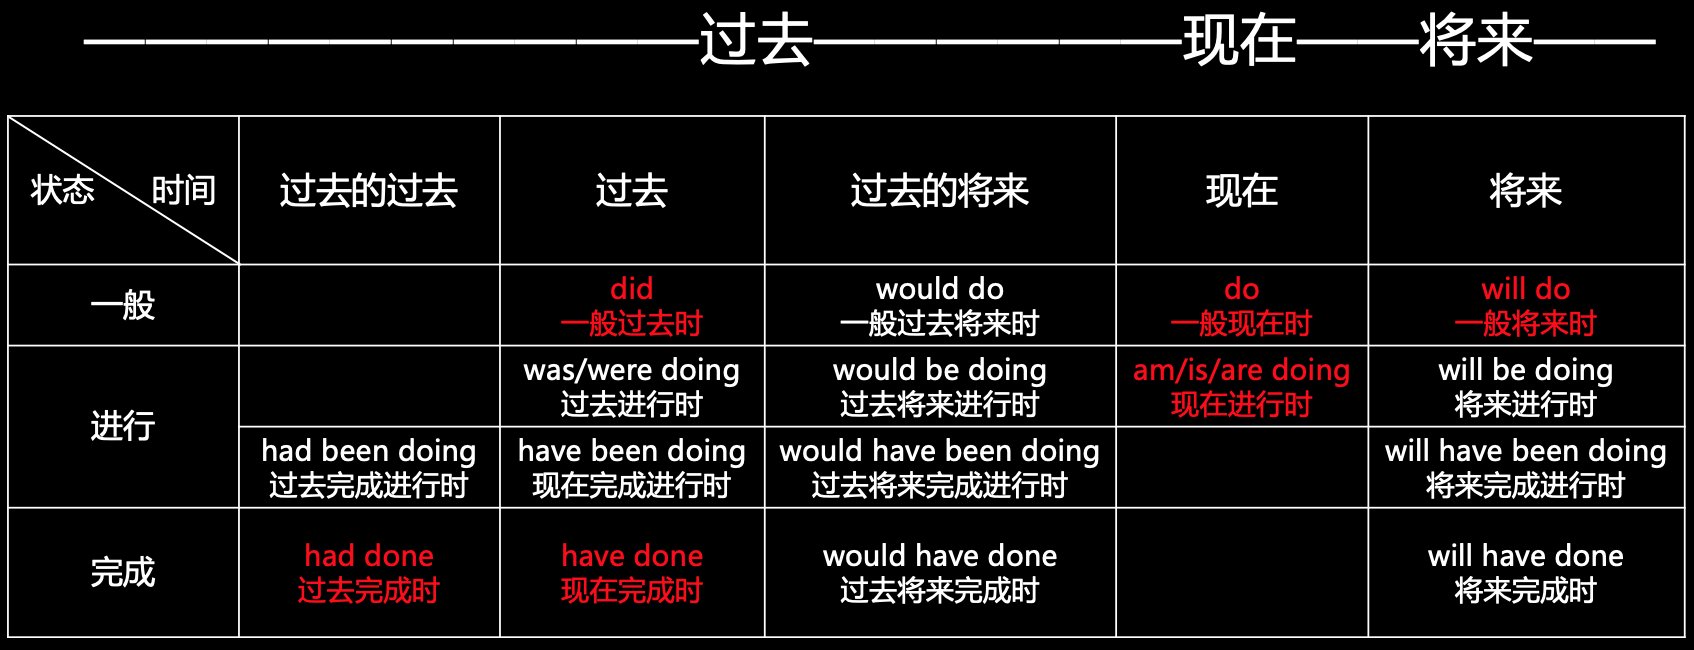 过去 现在 将来
状态 时间 过去的过去 过去 过去的将来 现在 将来
一般
did
一般过去时
would do
一般过去将来时
do
一般现在时
will do
一般将来时
进行
was/were doing
过去进行时
would be doing
过去将来进行时
am/is/are doing
现在进行时
will be doing
将来进行时
had been doing
过去完成进行时
have been doing
现在完成进行时
would have been doing
过去将来完成进行时
will have been doing
将来完成进行时
完成
had done
过去完成时
have done
现在完成时
would have done
过去将来完成时
will have done
将来完成时